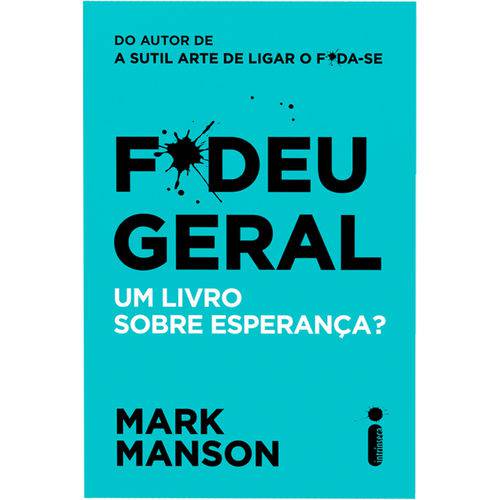 DO AUTOR DE
A SUTIL ARTE DE LIGAR O F*DA-SE
F*DEU
GERAL
UM LIVRO
SOBRE ESPERANÇA?
MARK
MANSON
intrínseca